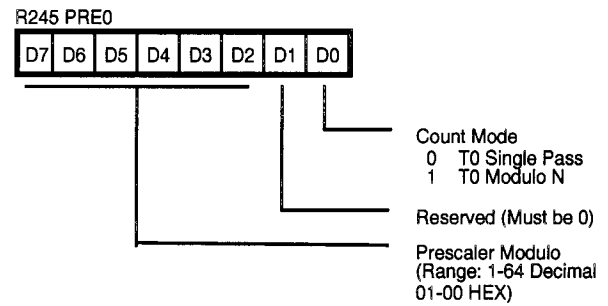 R245 PRE0
D7 D6 D5 D4 D3 D2 D1 D0
Count Mode
0 T0 Single Pass
1 T0 Modulo N
Reserved (Must be 0)
Prescaler Modulo
(Range: 1-64 Decimal
01-00 HEX)